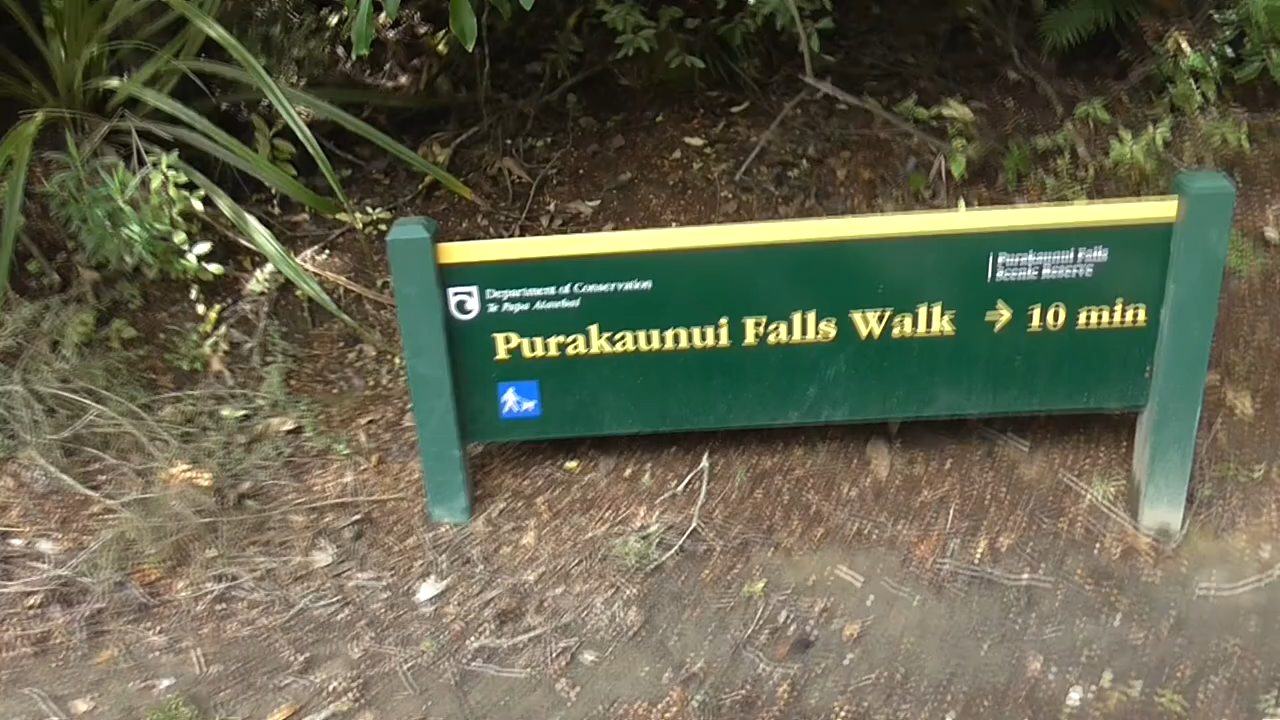 Department of Conservation
Te Papa Atawhai
Purakaunui Falls
Scenic Reserve
Purakaunui Falls Walk → 10 min